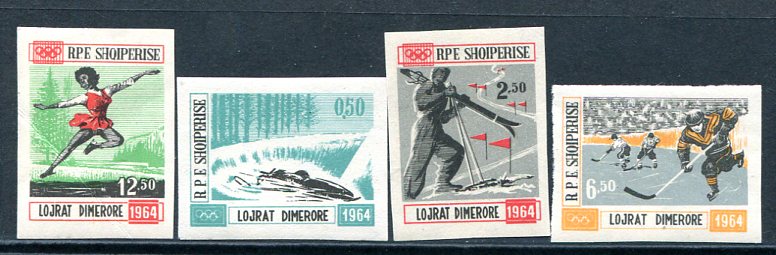 RPE SHQIPERISE
12.50
LOJRAT DIMERORE 1964
RPE SHQIPERISE
0,50
LOJRAT DIMERORE 1964
RPE SHQIPERISE
2.50
LOJRAT DIMERORE 1964
RPE SHQIPERISE
6.50
LOJRAT DIMERORE 1964